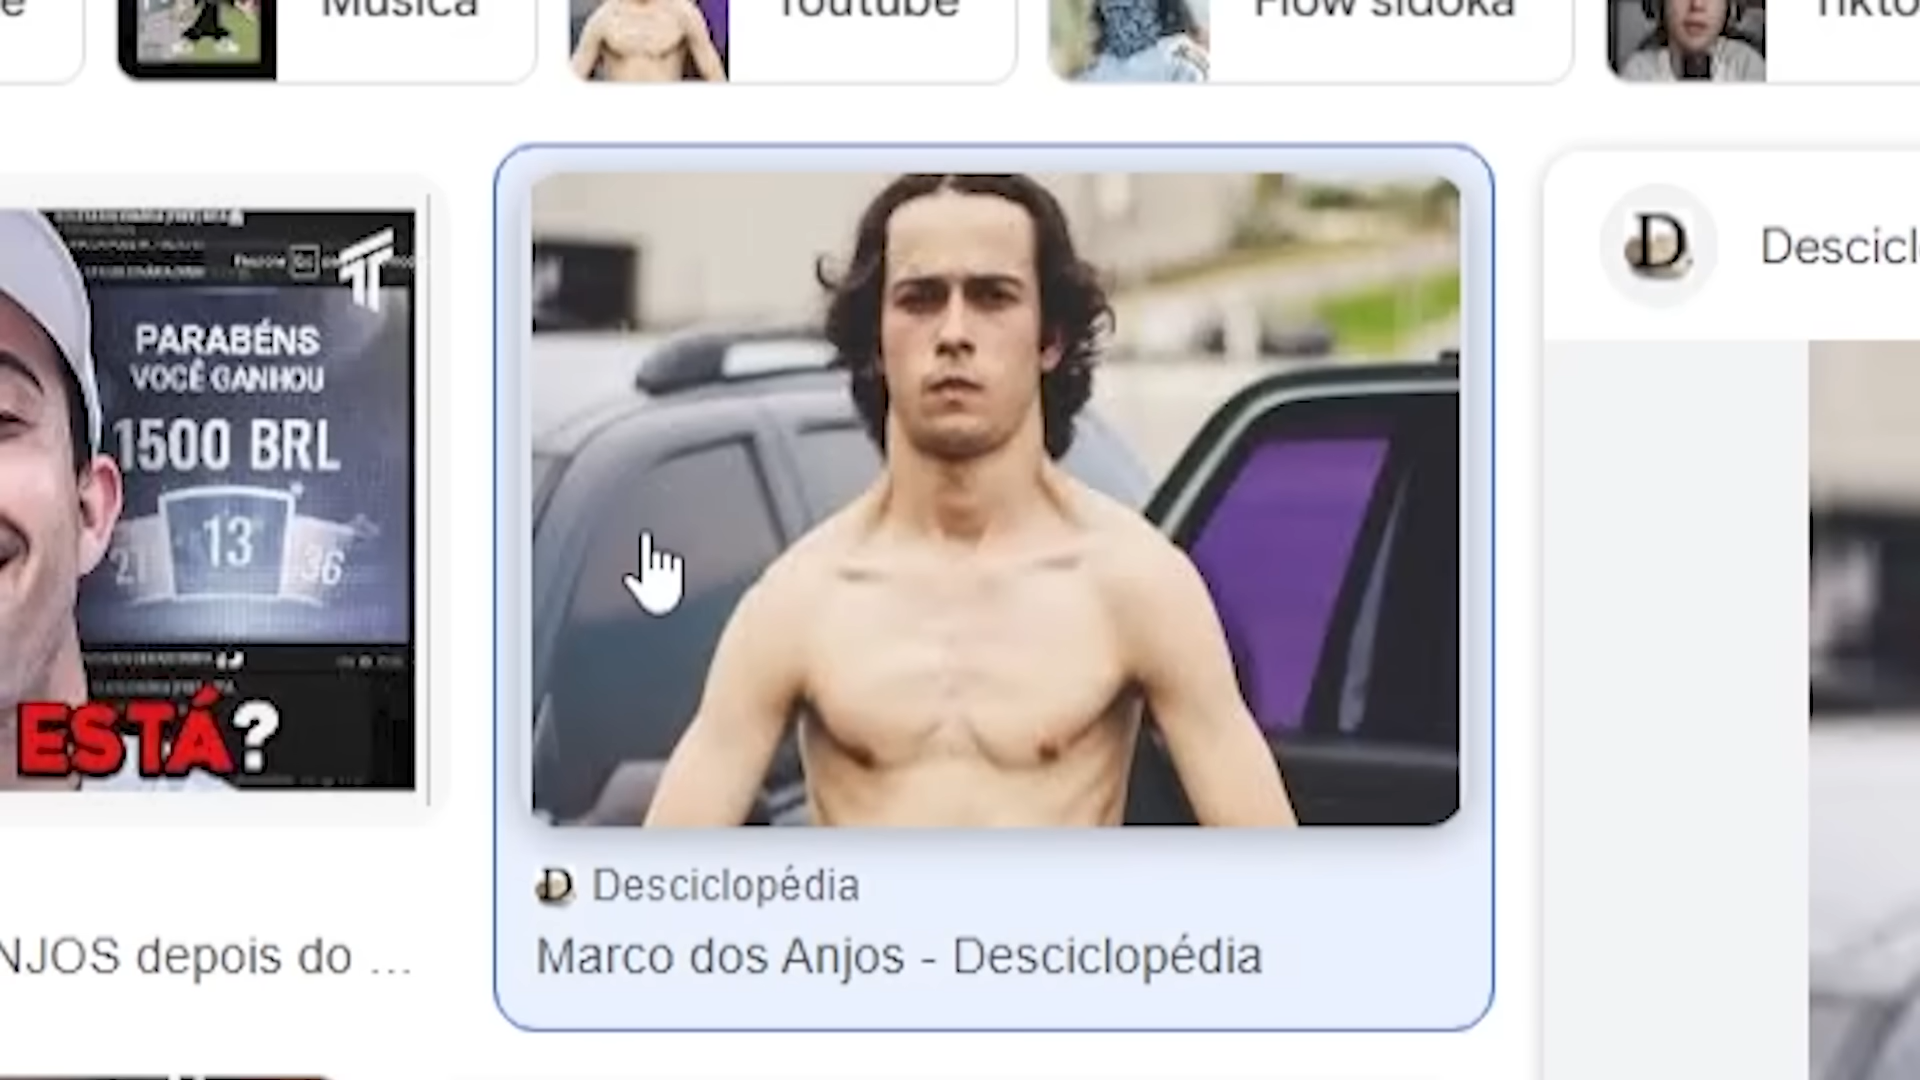 Música
Youtube
Flow sidoka
PARABÉNS
VOCÊ GANHOU
1500 BRL
21 13 36
ESTÁ?
NJOS depois do ...
D Desciclopédia
Marco dos Anjos - Desciclopédia
D Descicl